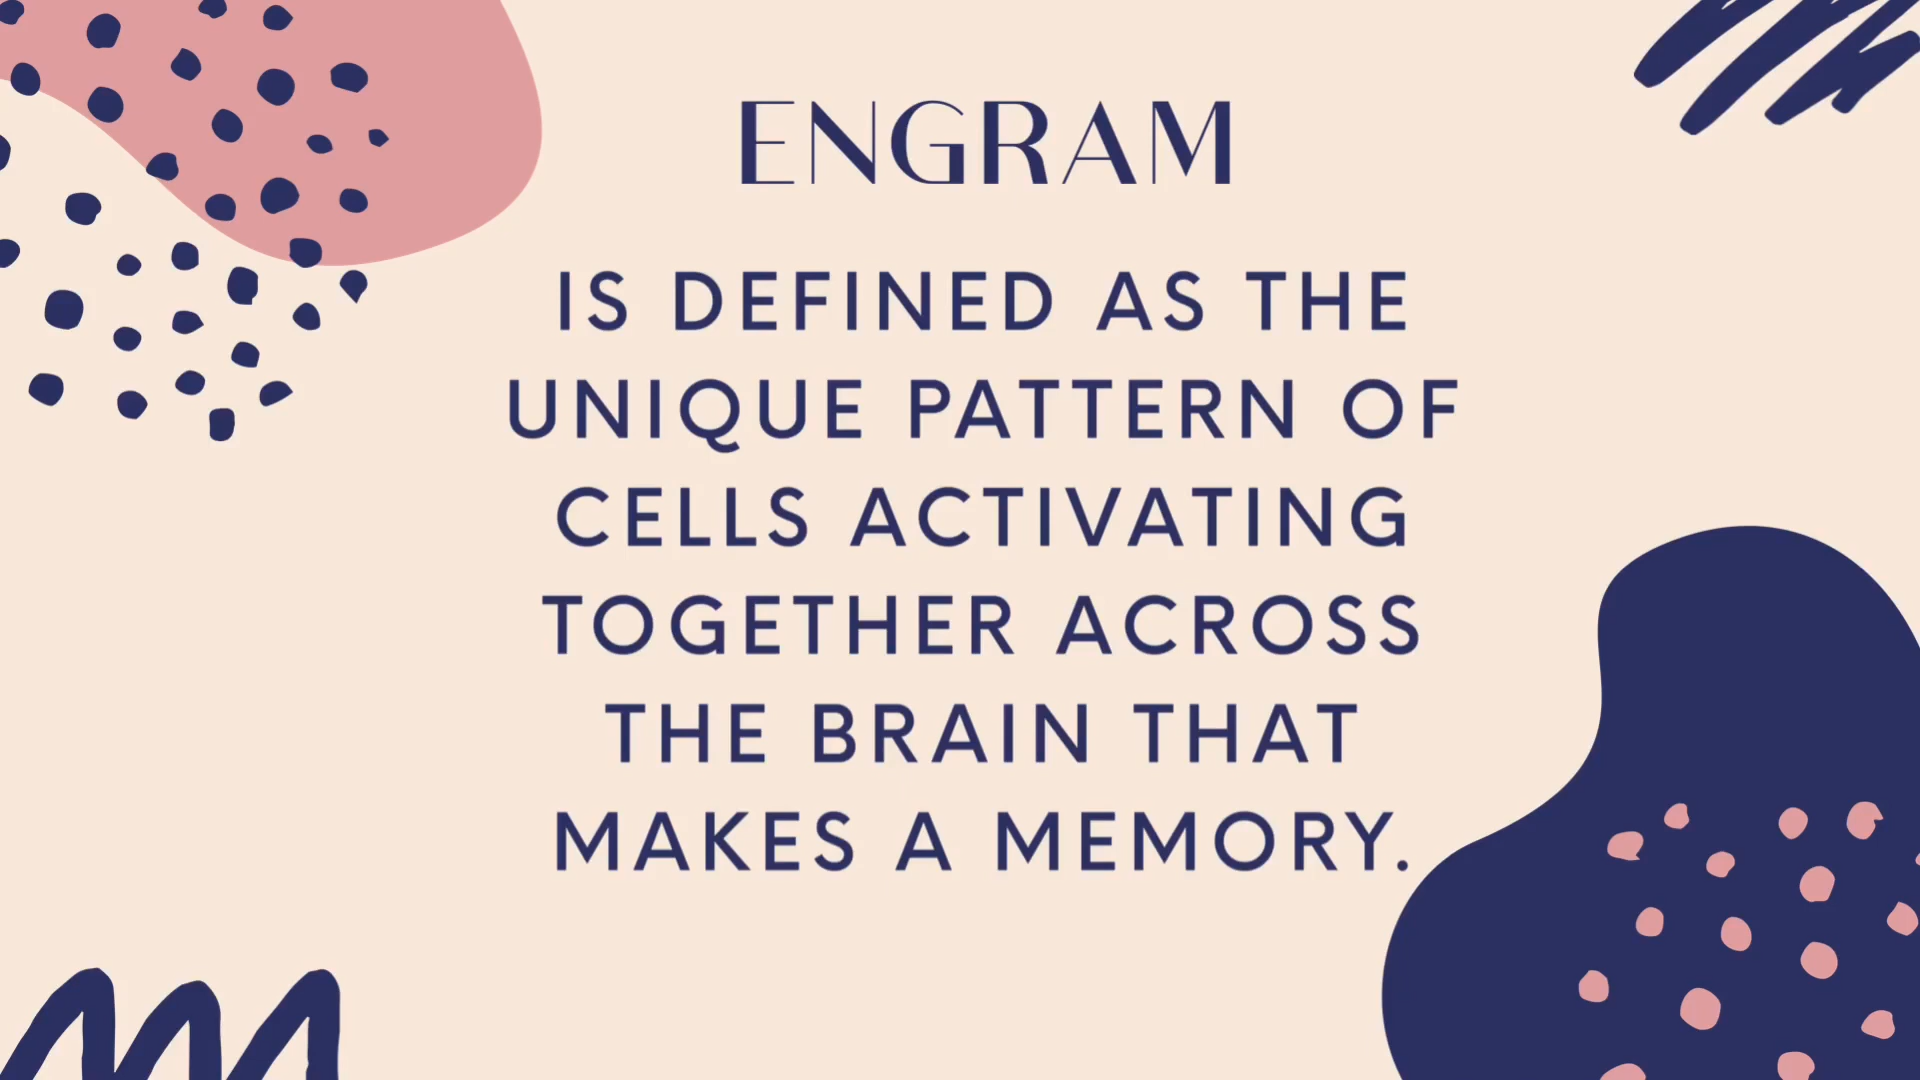 ENGRAM
IS DEFINED AS THE
UNIQUE PATTERN OF
CELLS ACTIVATING
TOGETHER ACROSS
THE BRAIN THAT
MAKES A MEMORY.